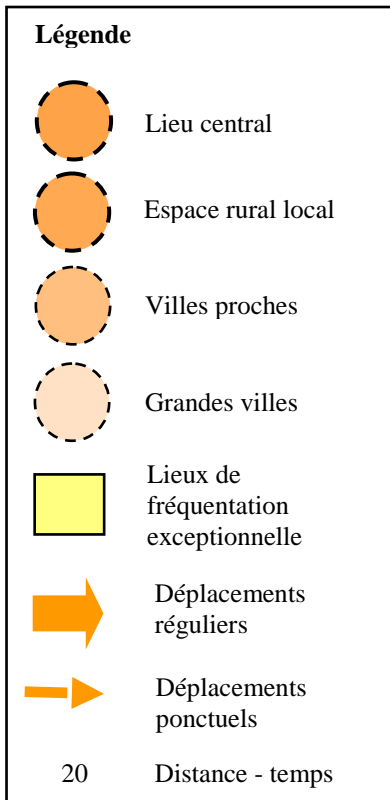 Légende
Lieu central
Espace rural local
Villes proches
Grandes villes
Lieux de
fréquentation
exceptionnelle
Déplacements
réguliers
Déplacements
ponctuels
20 Distance - temps